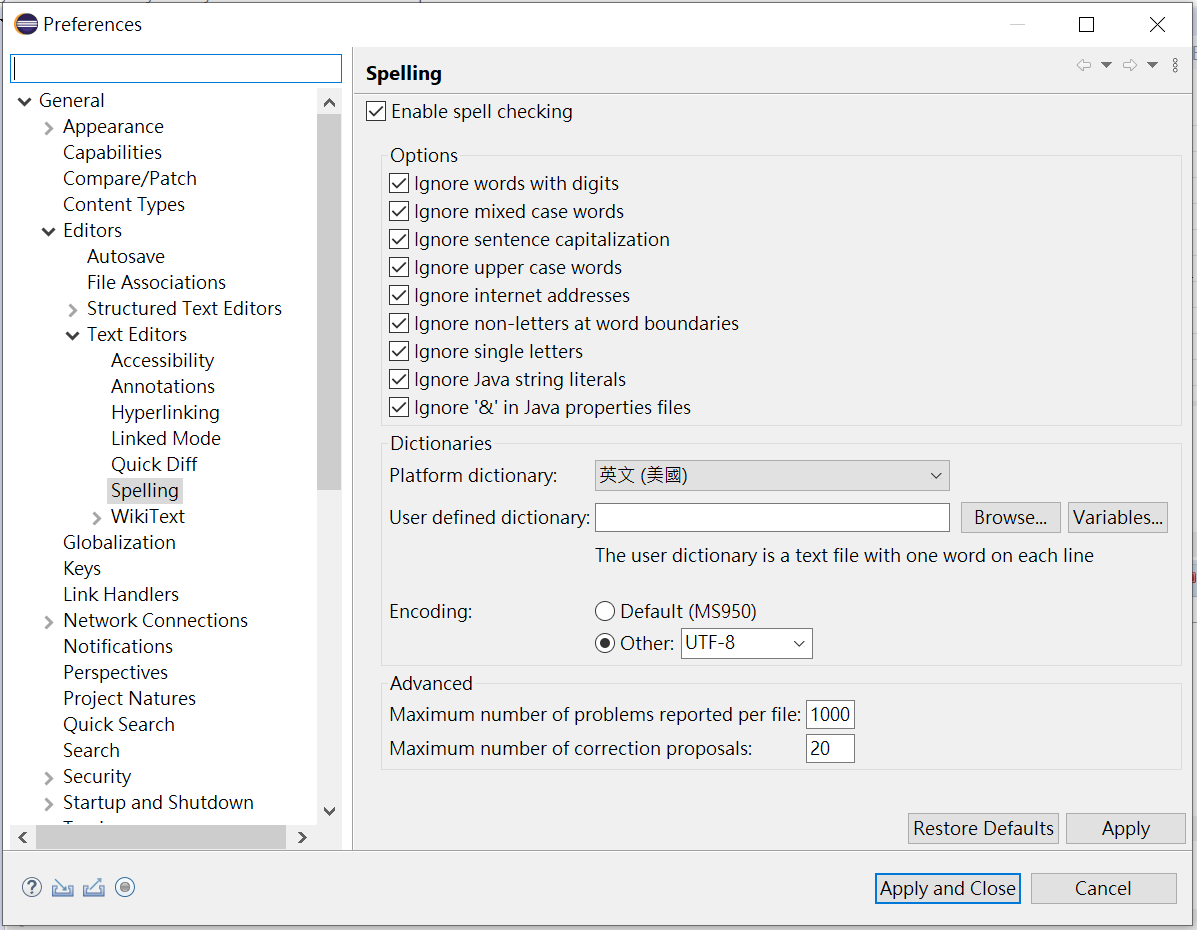 Preferences
General
Appearance
Capabilities
Compare/Patch
Content Types
Editors
Autosave
File Associations
Structured Text Editors
Text Editors
Accessibility
Annotations
Hyperlinking
Linked Mode
Quick Diff
Spelling
WikiText
Globalization
Keys
Link Handlers
Network Connections
Notifications
Perspectives
Project Natures
Quick Search
Search
Security
Startup and Shutdown
Spelling
Enable spell checking
Options
Ignore words with digits
Ignore mixed case words
Ignore sentence capitalization
Ignore upper case words
Ignore internet addresses
Ignore non-letters at word boundaries
Ignore single letters
Ignore Java string literals
Ignore '&' in Java properties files
Dictionaries
Platform dictionary: 英文 (美國)
User defined dictionary: Browse... Variables...
The user dictionary is a text file with one word on each line
Encoding: Default (MS950)
Other: UTF-8
Advanced
Maximum number of problems reported per file: 1000
Maximum number of correction proposals: 20
Restore Defaults Apply
Apply and Close Cancel